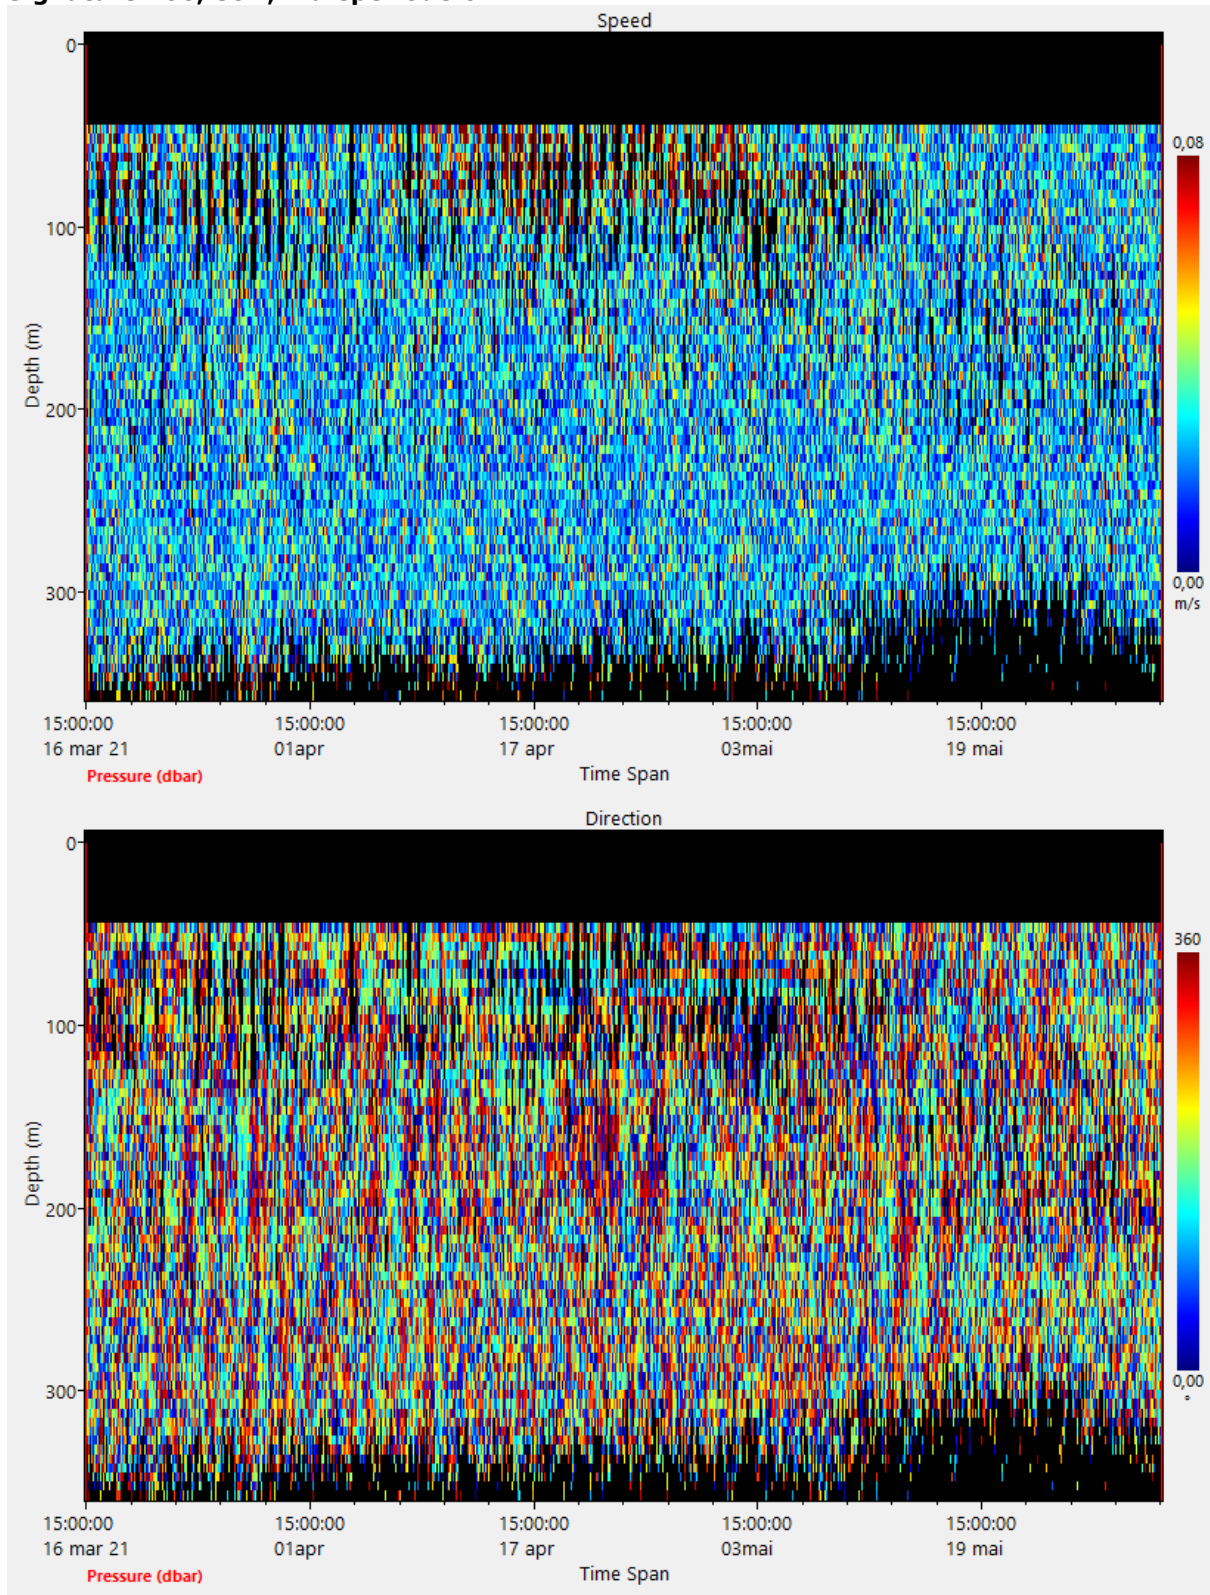 Speed
0
100
200
300
Depth (m)
0,08
0,00
m/s
15:00:00 15:00:00 15:00:00 15:00:00 15:00:00
16 mar 21 01apr 17 apr 03mai 19 mai
Pressure (dbar)
Time Span
Direction
0
100
200
300
Depth (m)
360
0,00
°
15:00:00 15:00:00 15:00:00 15:00:00 15:00:00
16 mar 21 01apr 17 apr 03mai 19 mai
Pressure (dbar)
Time Span